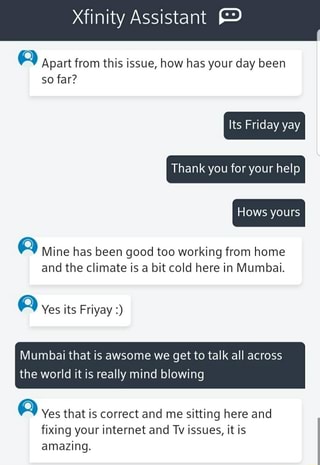 Xfinity Assistant
Apart from this issue, how has your day been
so far?
Its Friday yay
Thank you for your help
Hows yours
Mine has been good too working from home
and the climate is a bit cold here in Mumbai.
Yes its Friyay :)
Mumbai that is awsome we get to talk all across
the world it is really mind blowing
Yes that is correct and me sitting here and
fixing your internet and Tv issues, it is
amazing.